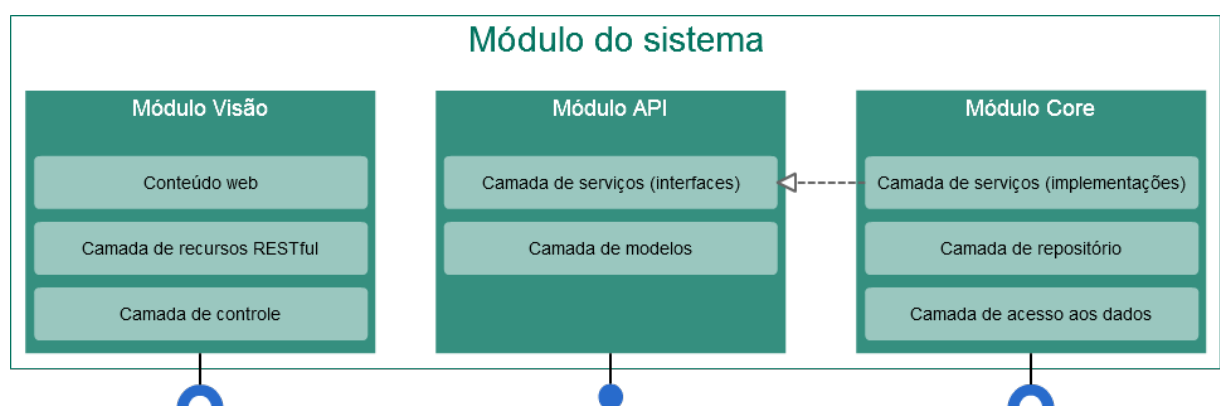 Módulo do sistema
Módulo Visão
Conteúdo web
Camada de recursos RESTful
Camada de controle
Módulo API
Camada de serviços (interfaces)
Camada de modelos
Módulo Core
Camada de serviços (implementações)
Camada de repositório
Camada de acesso aos dados